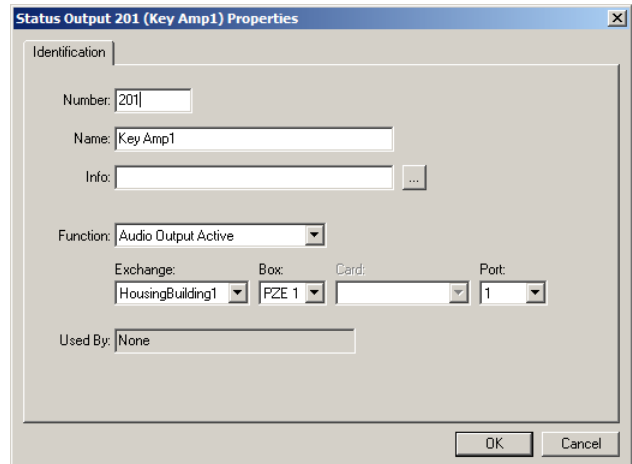 Status Output 201 (Key Amp1) Properties
Identification
Number: 201
Name: Key Amp1
Info: ...
Function: Audio Output Active
Exchange: Box: Card: Port:
HousingBuilding1 PZE 1 1
Used By: None
OK Cancel